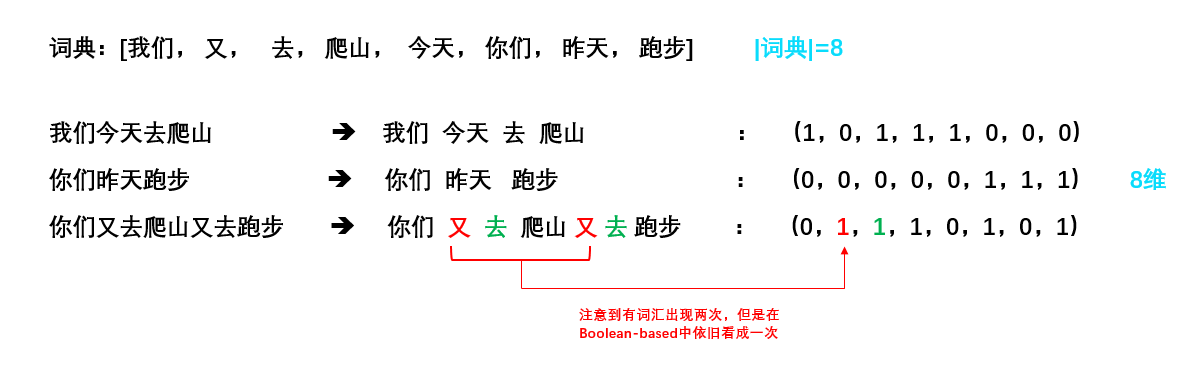 词典：[我们， 又， 去， 爬山， 今天， 你们， 昨天， 跑步] |词典|=8
我们今天去爬山 ➔ 我们 今天 去 爬山 ： (1，0，1，1，1，0，0，0)
你们昨天跑步 ➔ 你们 昨天 跑步 ： (0，0，0，0，0，1，1，1) 8维
你们又去爬山又去跑步 ➔ 你们 又 去 爬山 又 去 跑步 ： (0，1，1，1，0，1，0，1)
注意到有词汇出现两次，但是在
Boolean-based中依旧看成一次